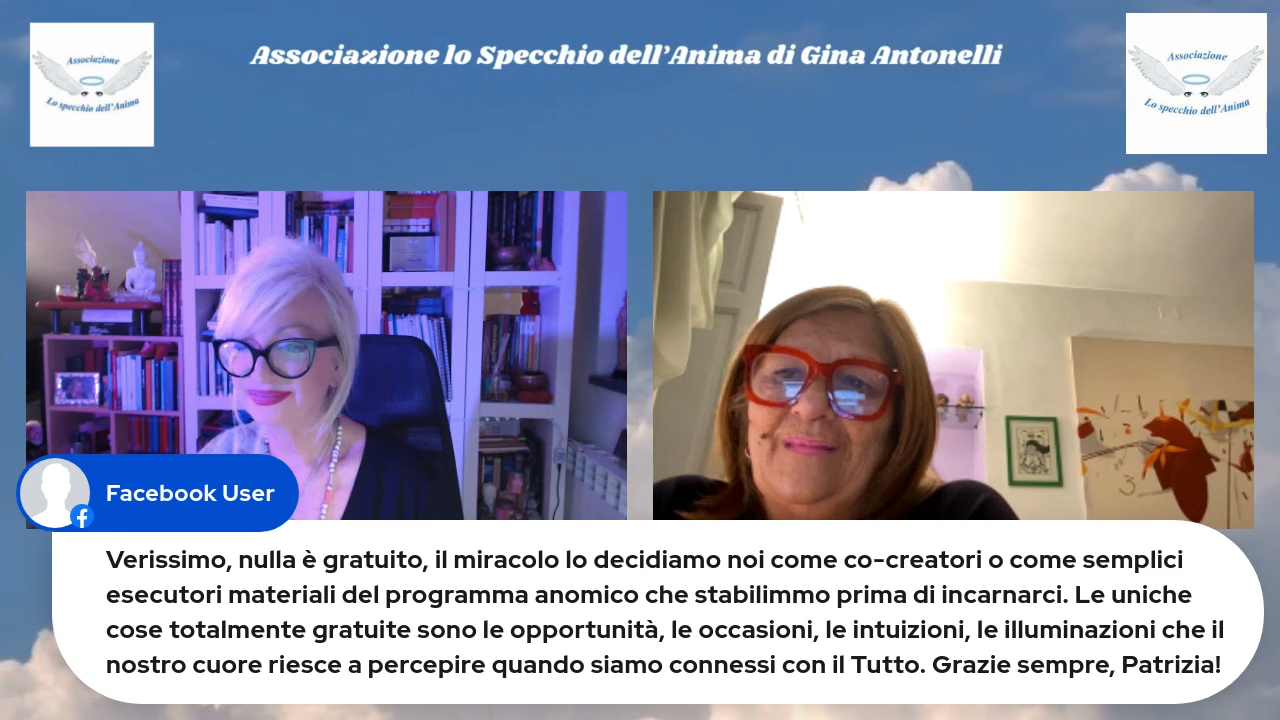 Associazione
Lo specchio dell'Anima
Associazione lo Specchio dell'Anima di Gina Antonelli
Associazione
Lo specchio dell'Anima
Facebook User
Verissimo, nulla è gratuito, il miracolo lo decidiamo noi come co-creatori o come semplici
esecutori materiali del programma anomico che stabilimmo prima di incarnarci. Le uniche
cose totalmente gratuite sono le opportunità, le occasioni, le intuizioni, le illuminazioni che il
nostro cuore riesce a percepire quando siamo connessi con il Tutto. Grazie sempre, Patrizia!